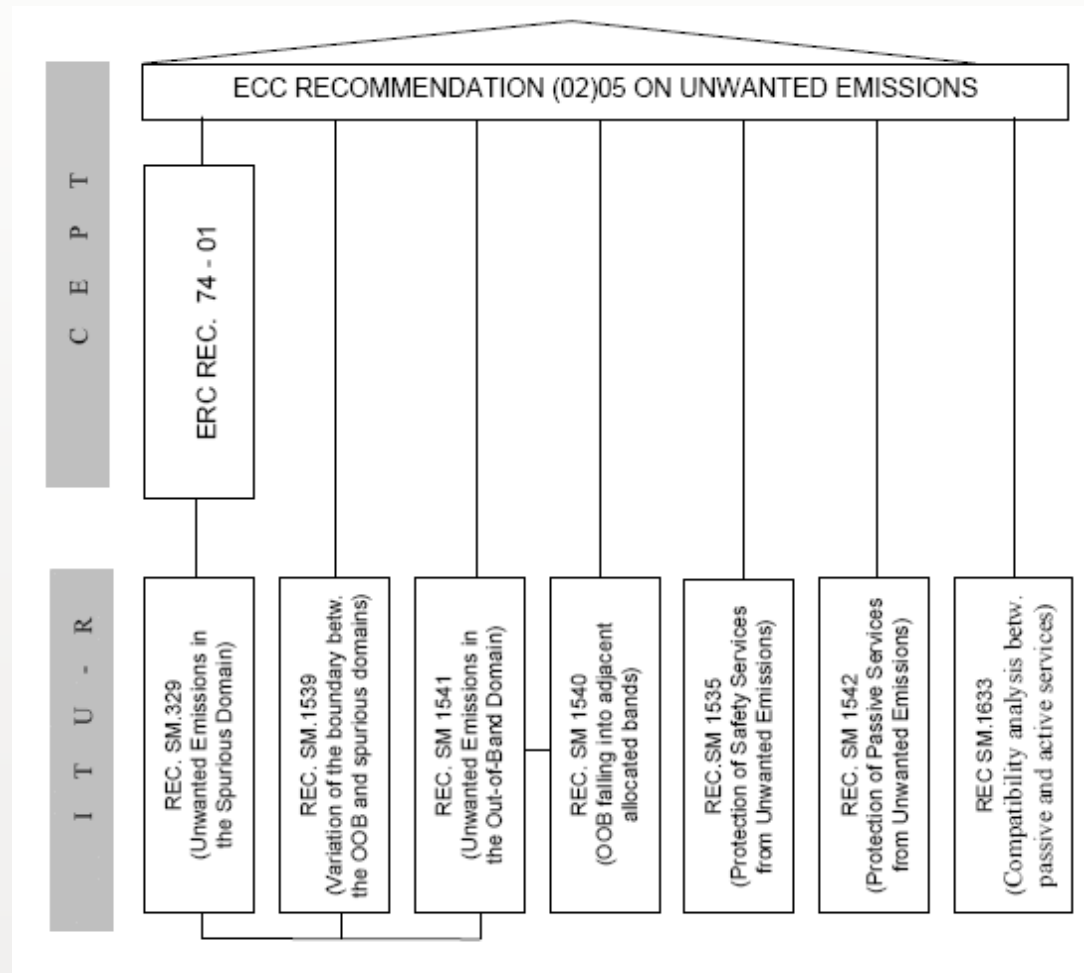 ECC RECOMMENDATION (02)05 ON UNWANTED EMISSIONS
C E P T
ERC REC. 74 - 01
I T U - R
REC. SM.329
(Unwanted Emissions in
the Spurious Domain)
REC. SM.1539
(Variation of the boundary betw.
the OOB and spurious domains)
REC. SM 1541
(Unwanted Emissions in
the Out-of-Band Domain)
REC. SM 1540
(OOB falling into adjacent
allocated bands)
REC.SM 1535
(Protection of Safety Services
from Unwanted Emissions)
REC. SM 1542
(Protection of Passive Services
from Unwanted Emissions)
REC SM.1633
(Compatibility analysis betw.
passive and active services)